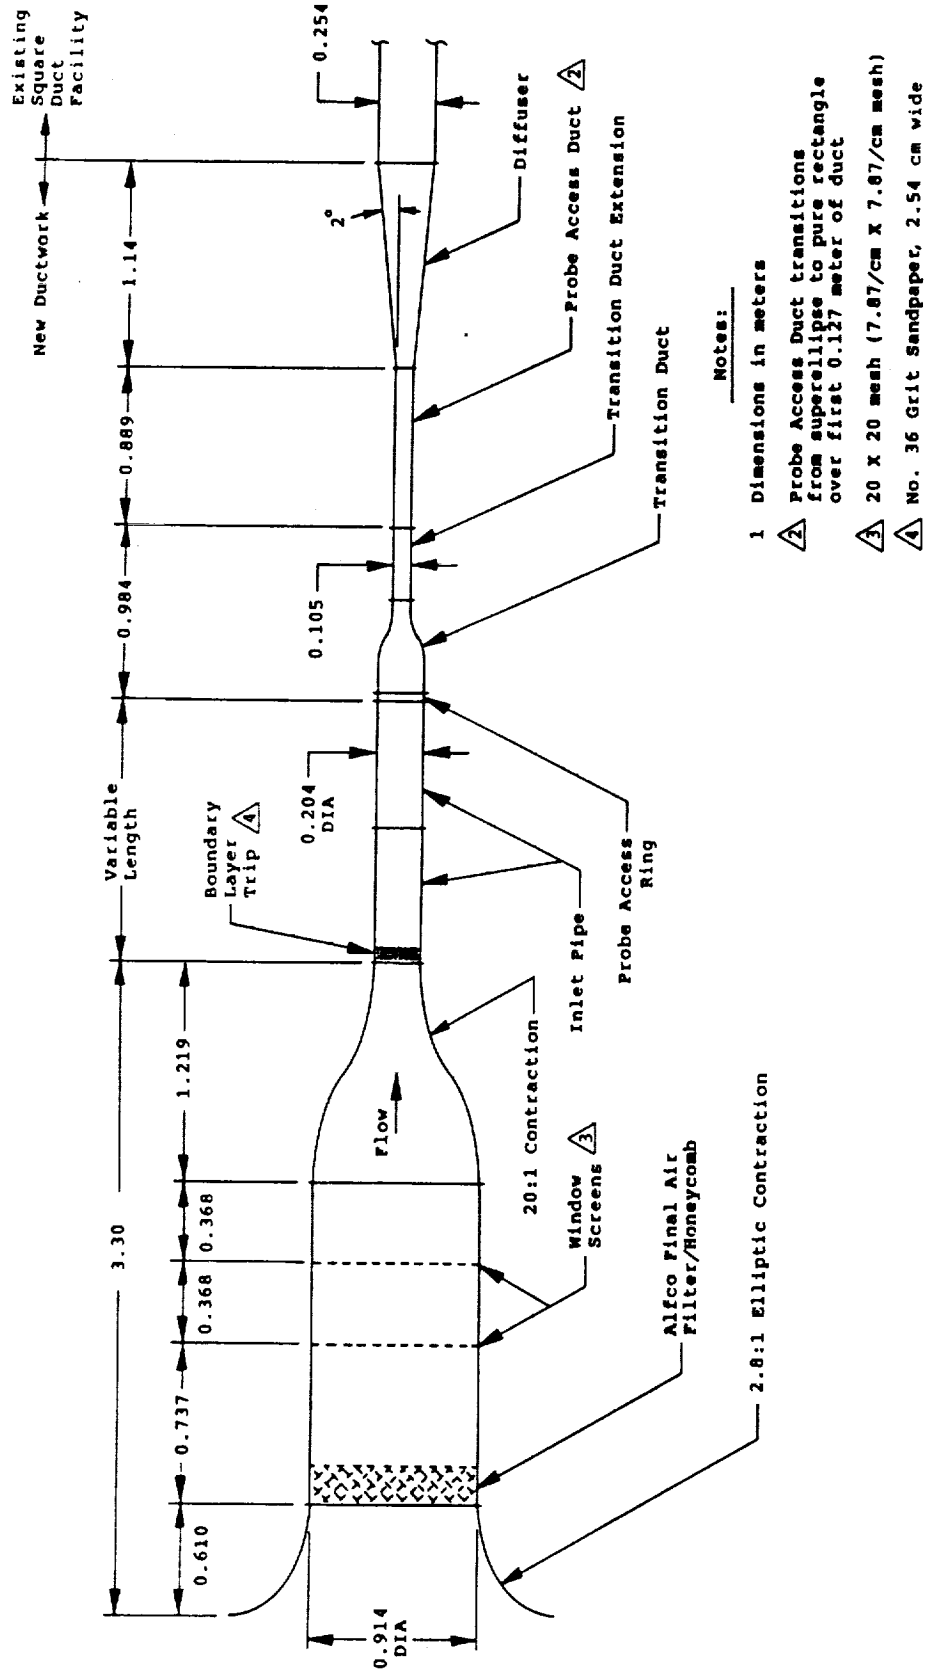 Existing
Square
Duct
Facility
New Ductwork
0.254
1.14
2°
Diffuser
0.889
Probe Access Duct 2
Transition Duct Extension
0.984
0.105
Transition Duct
Variable
Length
0.204
DIA
Boundary
Layer
Trip 4
Probe Access
Ring
Inlet Pipe
3.30
1.219
Flow
20:1 Contraction
0.368
0.368
Window
Screens 3
0.737
Alfco Final Air
Filter/Honeycomb
0.610
2.8:1 Elliptic Contraction
0.914
DIA
Notes:
1 Dimensions in meters
2 Probe Access Duct transitions
from superellipse to pure rectangle
over first 0.127 meter of duct
3 20 X 20 mesh (7.87/cm X 7.87/cm mesh)
4 No. 36 Grit Sandpaper, 2.54 cm wide